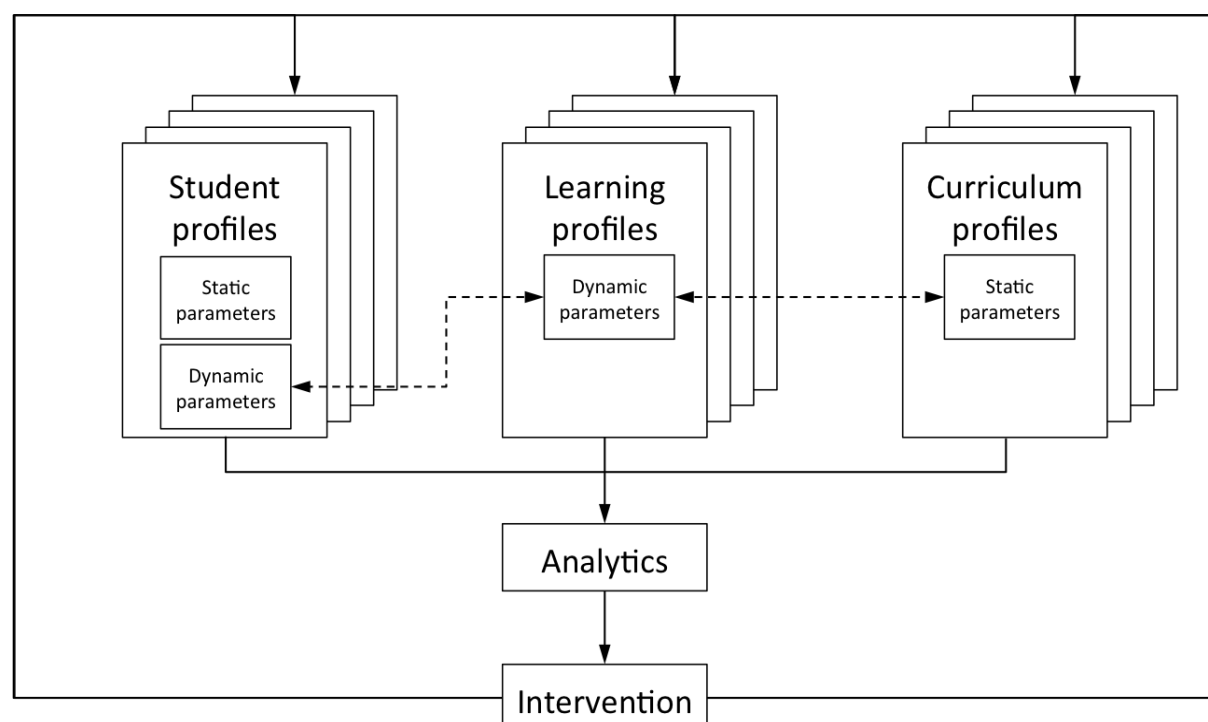 Student
profiles
Static
parameters
Dynamic
parameters
Learning
profiles
Dynamic
parameters
Curriculum
profiles
Static
parameters
Analytics
Intervention